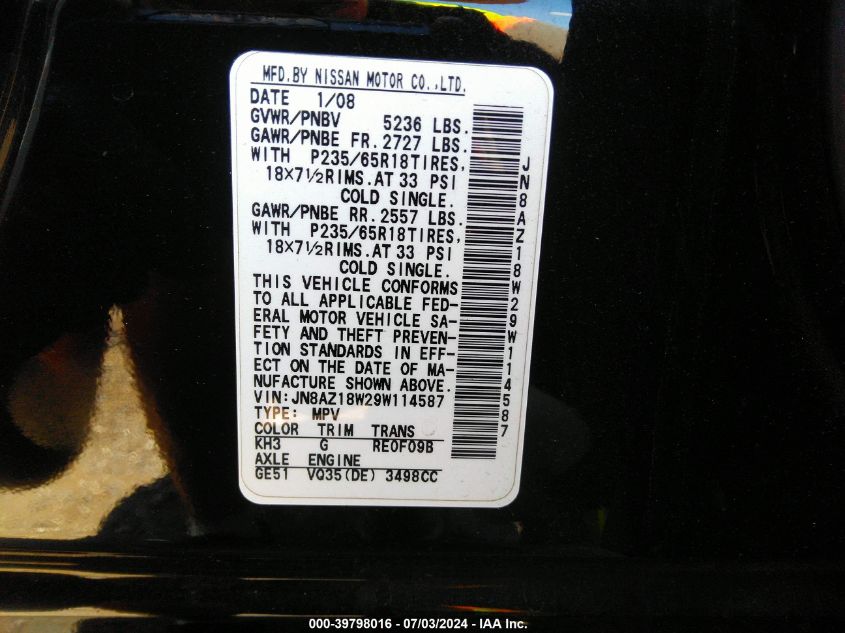 MFD.BY NISSAN MOTOR CO.,LTD.
DATE 1/08
GVWR/PNBV 5236 LBS.
GAWR/PNBE FR. 2727 LBS.
WITH P235/65R18TIRES,
18X7½RIMS.AT 33 PSI
COLD SINGLE.
GAWR/PNBE RR. 2557 LBS.
WITH P235/65R18TIRES,
18X7½RIMS.AT 33 PSI
COLD SINGLE.
THIS VEHICLE CONFORMS
TO ALL APPLICABLE FED-
ERAL MOTOR VEHICLE SA-
FETY AND THEFT PREVEN-
TION STANDARDS IN EFF-
ECT ON THE DATE OF MA-
NUFACTURE SHOWN ABOVE.
VIN:JN8AZ18W29W114587
TYPE: MPV
COLOR TRIM TRANS
KH3 G RE0F09B
AXLE ENGINE
GE51 VQ35(DE) 3498CC
JN8AZ18W29W114587
000-39798016 - 07/03/2024 - IAA Inc.